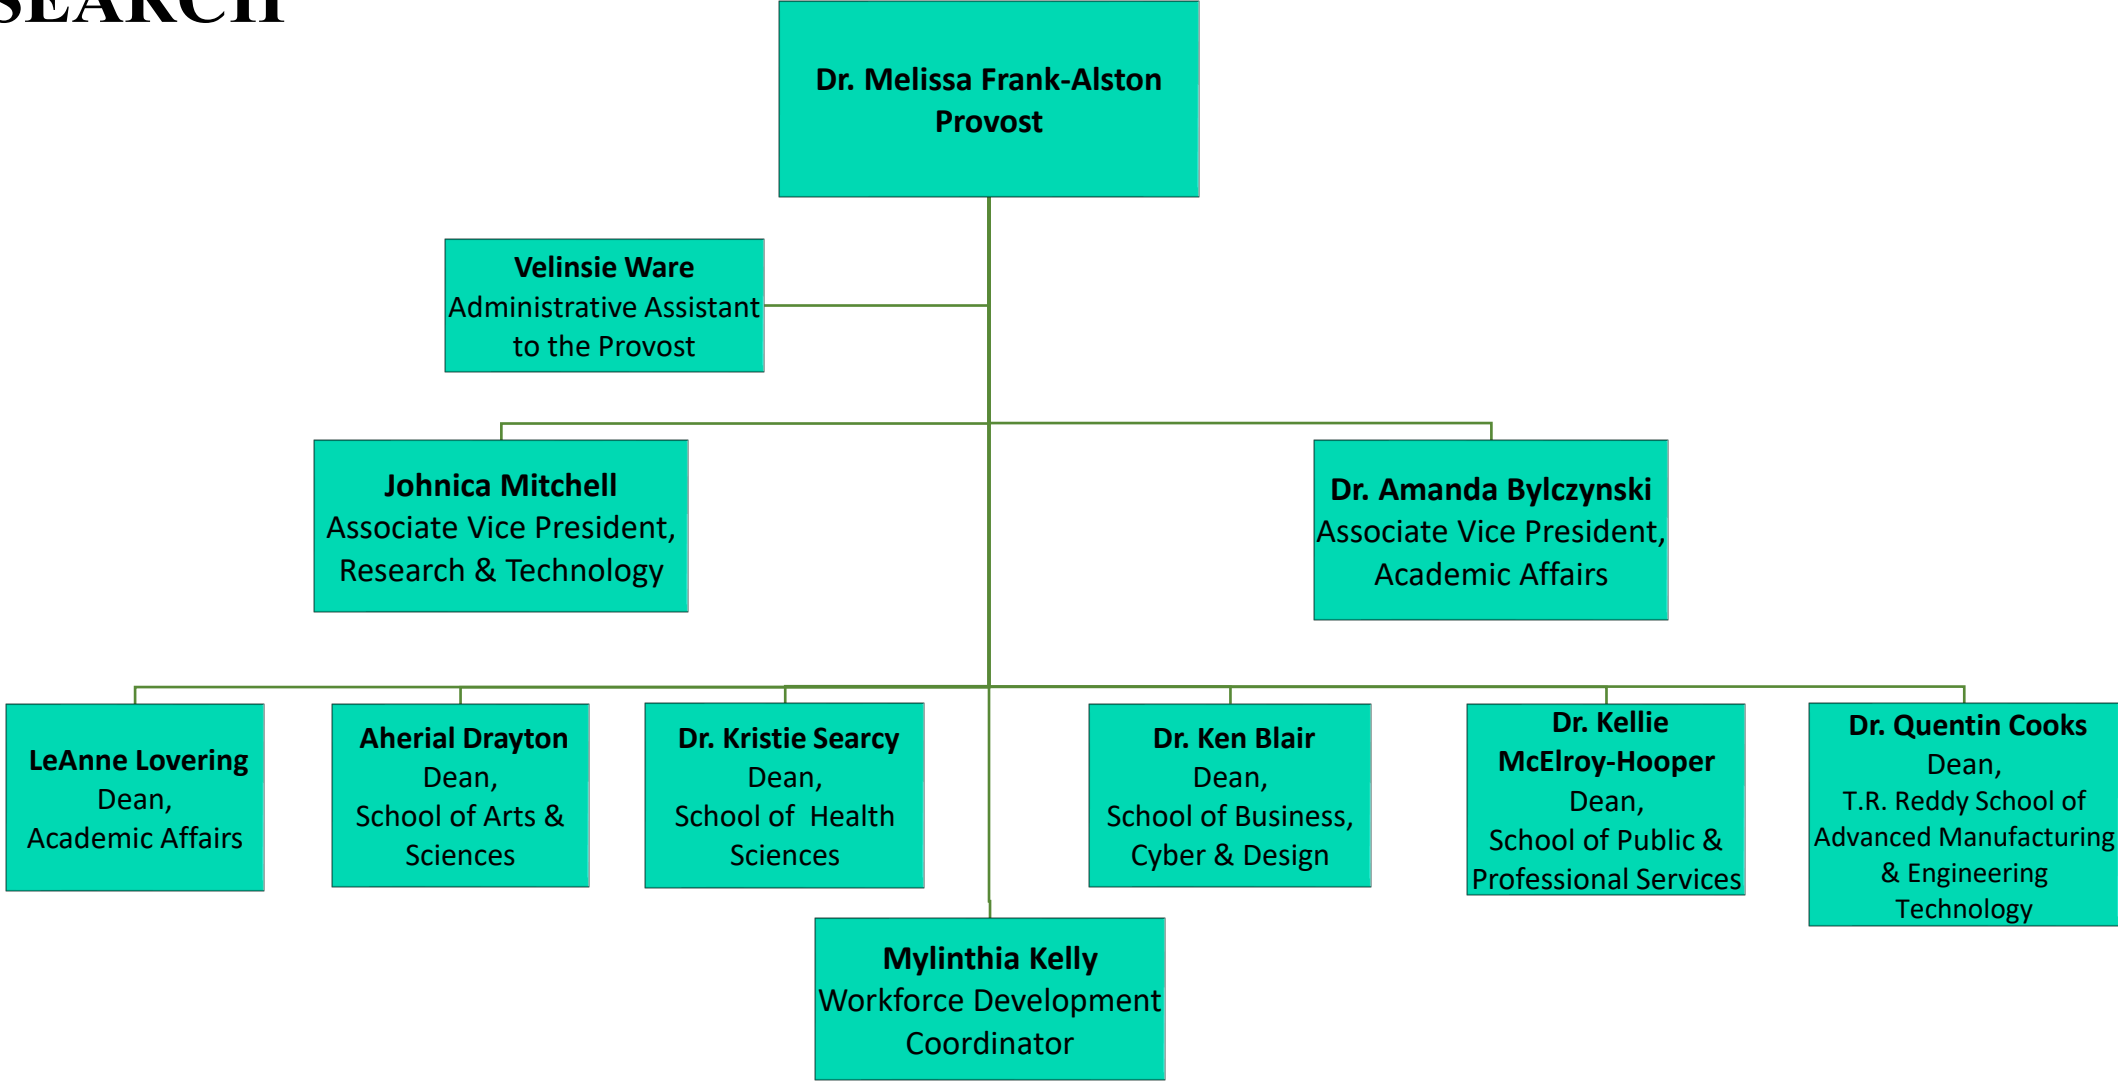 SEARCH
Dr. Melissa Frank-Alston
Provost
Velinsie Ware
Administrative Assistant
to the Provost
Johnica Mitchell
Associate Vice President,
Research & Technology
Dr. Amanda Bylczynski
Associate Vice President,
Academic Affairs
LeAnne Lovering
Dean,
Academic Affairs
Aherial Drayton
Dean,
School of Arts &
Sciences
Dr. Kristie Searcy
Dean,
School of  Health
Sciences
Dr. Ken Blair
Dean,
School of Business,
Cyber & Design
Dr. Kellie
McElroy-Hooper
Dean,
School of Public &
Professional Services
Dr. Quentin Cooks
Dean,
T.R. Reddy School of
Advanced Manufacturing
& Engineering
Technology
Mylinthia Kelly
Workforce Development
Coordinator